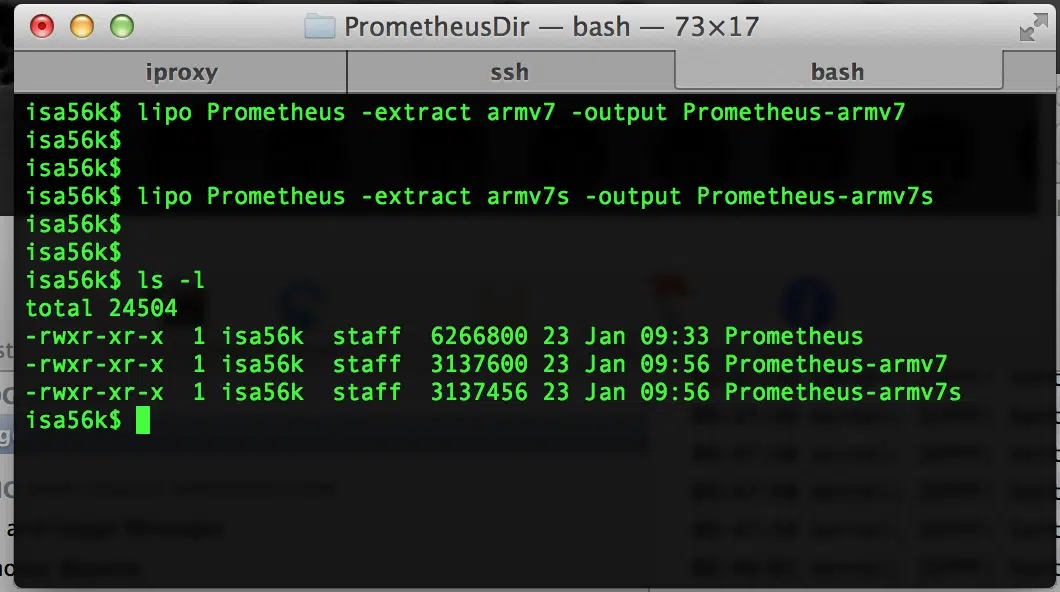 PrometheusDir — bash — 73×17
iproxy ssh bash
isa56k$ lipo Prometheus -extract armv7 -output Prometheus-armv7
isa56k$
isa56k$
isa56k$ lipo Prometheus -extract armv7s -output Prometheus-armv7s
isa56k$
isa56k$
isa56k$ ls -l
total 24504
-rwxr-xr-x  1 isa56k  staff  6266800 23 Jan 09:33 Prometheus
-rwxr-xr-x  1 isa56k  staff  3137600 23 Jan 09:56 Prometheus-armv7
-rwxr-xr-x  1 isa56k  staff  3137456 23 Jan 09:56 Prometheus-armv7s
isa56k$